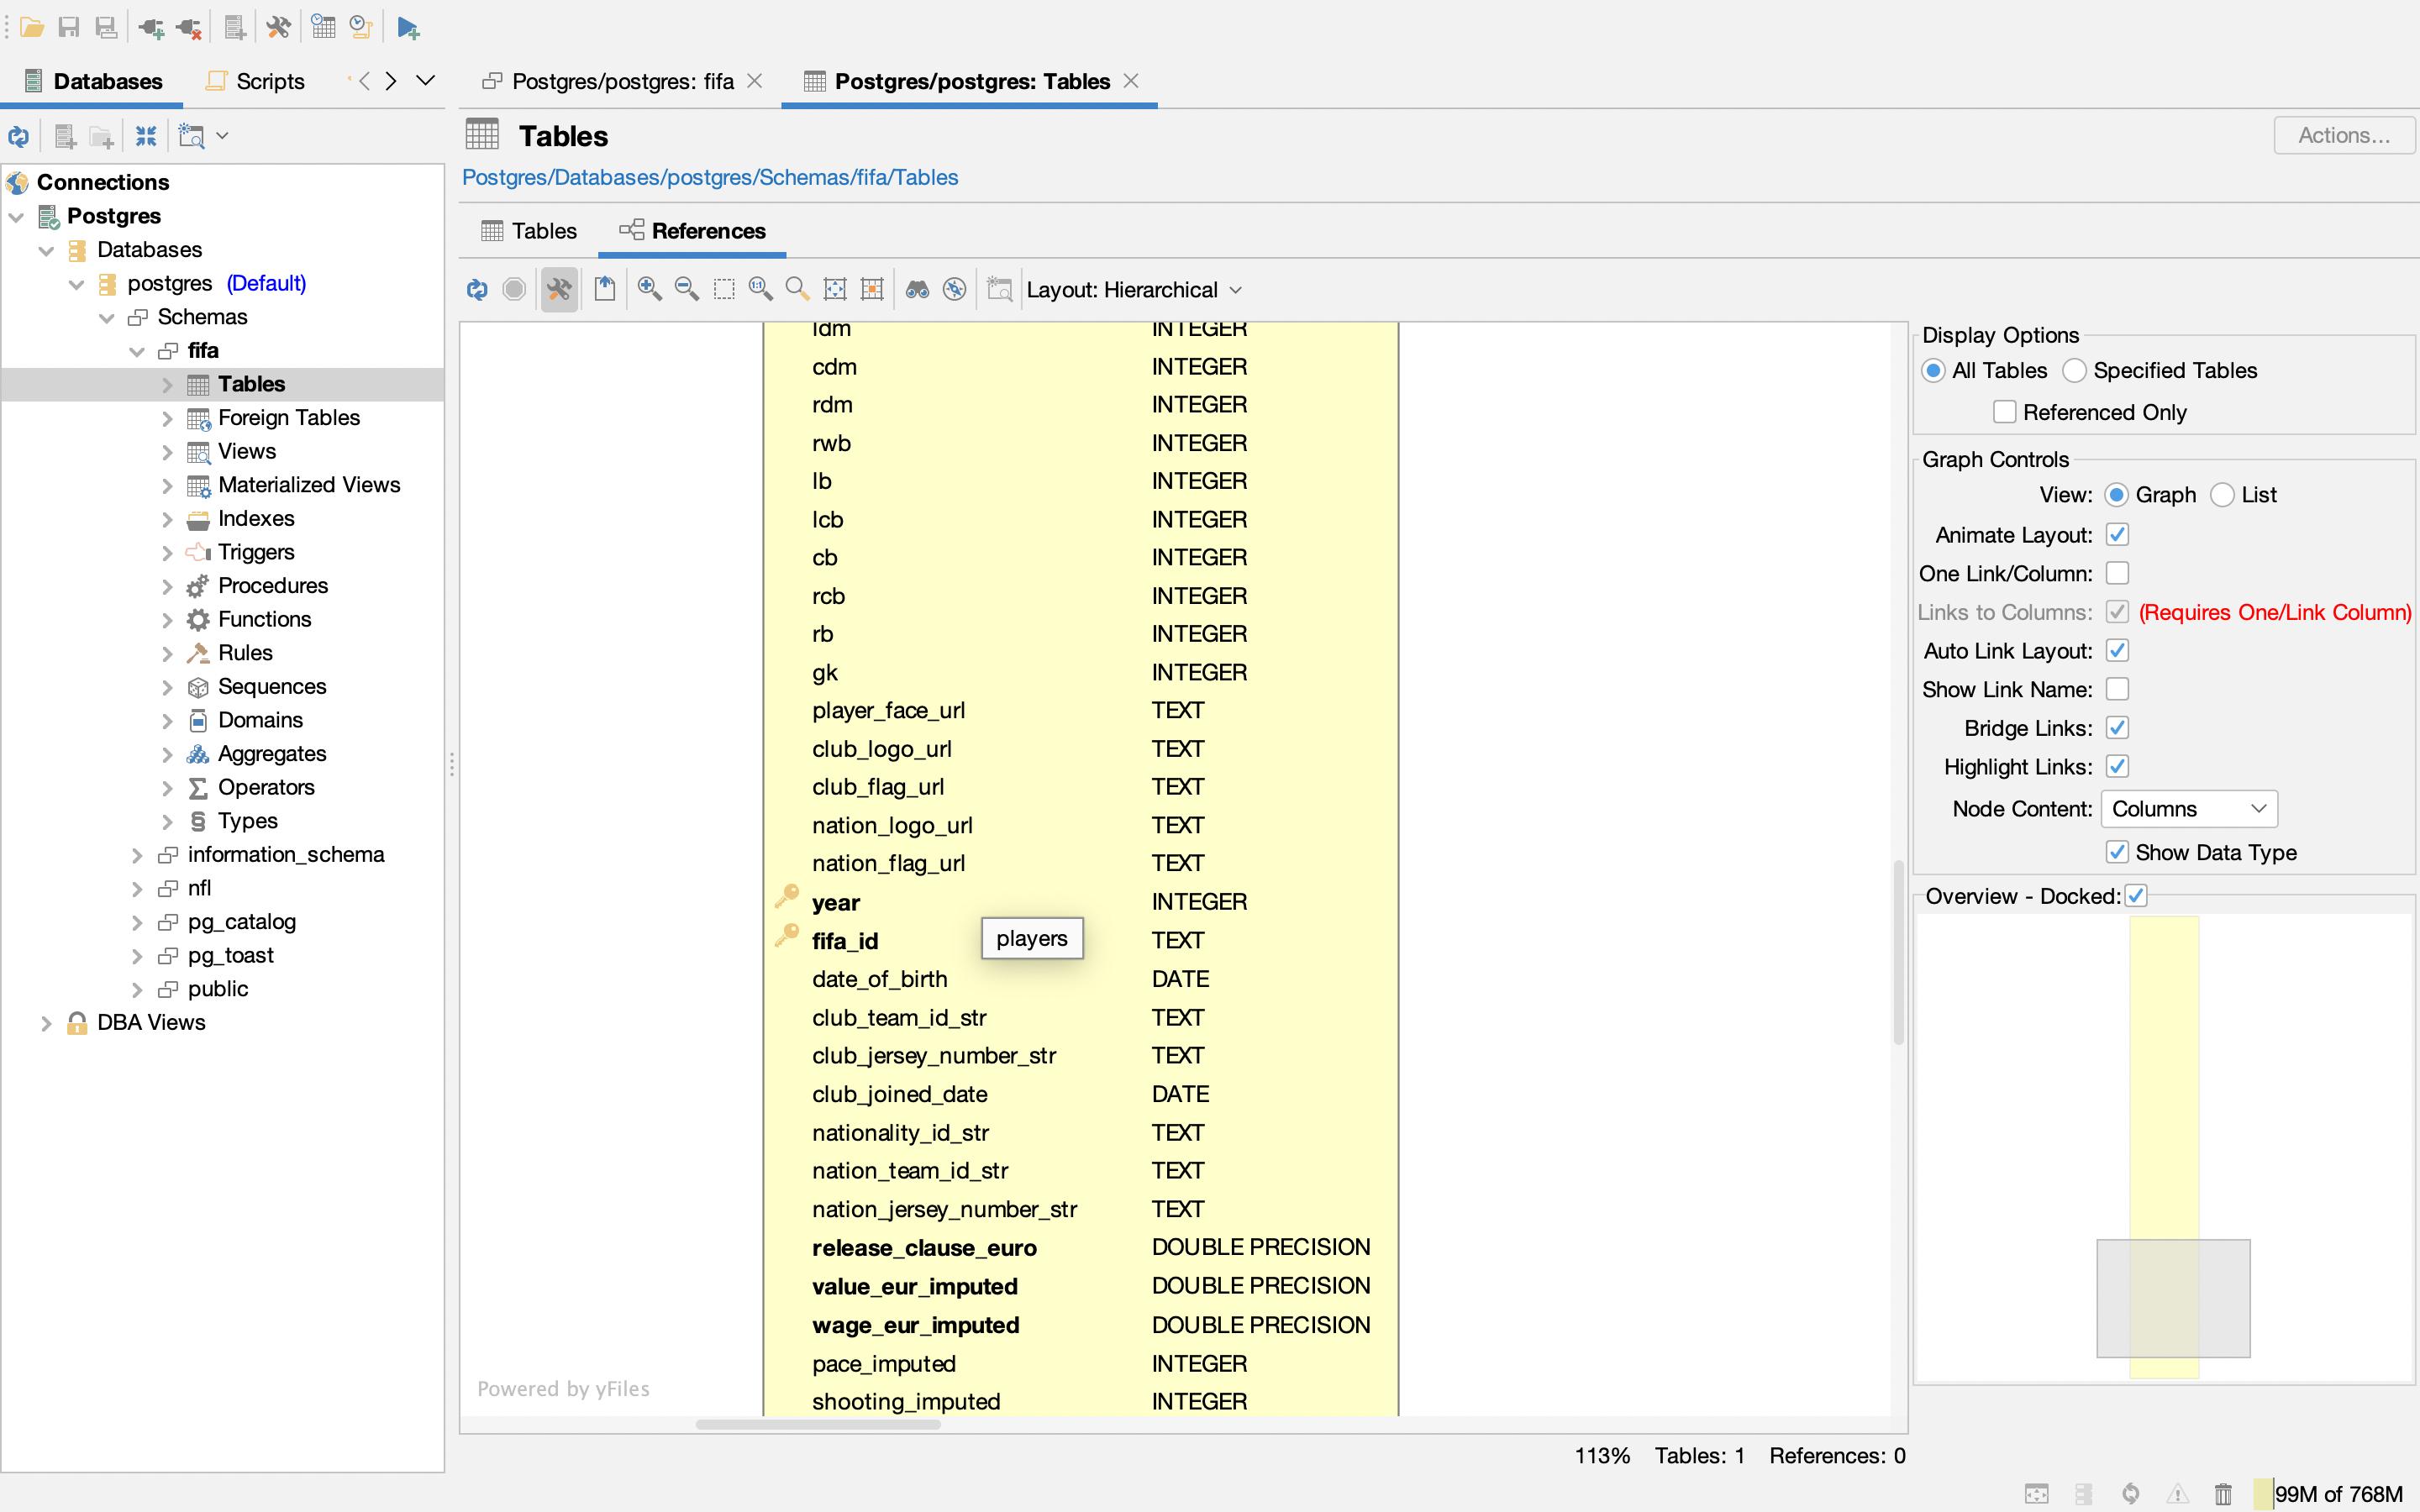 Databases
Scripts
Postgres/postgres: fifa
Postgres/postgres: Tables
Tables
Actions...
Postgres/Databases/postgres/Schemas/fifa/Tables
Connections
Postgres
Databases
postgres (Default)
Schemas
fifa
Tables
Foreign Tables
Views
Materialized Views
Indexes
Triggers
Procedures
Functions
Rules
Sequences
Domains
Aggregates
Operators
Types
information_schema
nfl
pg_catalog
pg_toast
public
DBA Views
Tables
References
1:1
Layout: Hierarchical
ldm INTEGER
cdm INTEGER
rdm INTEGER
rwb INTEGER
lb INTEGER
lcb INTEGER
cb INTEGER
rcb INTEGER
rb INTEGER
gk INTEGER
player_face_url TEXT
club_logo_url TEXT
club_flag_url TEXT
nation_logo_url TEXT
nation_flag_url TEXT
year INTEGER
fifa_id TEXT
players
date_of_birth DATE
club_team_id_str TEXT
club_jersey_number_str TEXT
club_joined_date DATE
nationality_id_str TEXT
nation_team_id_str TEXT
nation_jersey_number_str TEXT
release_clause_euro DOUBLE PRECISION
value_eur_imputed DOUBLE PRECISION
wage_eur_imputed DOUBLE PRECISION
pace_imputed INTEGER
shooting_imputed INTEGER
Powered by yFiles
Display Options
All Tables Specified Tables
Referenced Only
Graph Controls
View: Graph List
Animate Layout:
One Link/Column:
Links to Columns: (Requires One/Link Column)
Auto Link Layout:
Show Link Name:
Bridge Links:
Highlight Links:
Node Content: Columns
Show Data Type
Overview - Docked:
113% Tables: 1 References: 0
99M of 768M